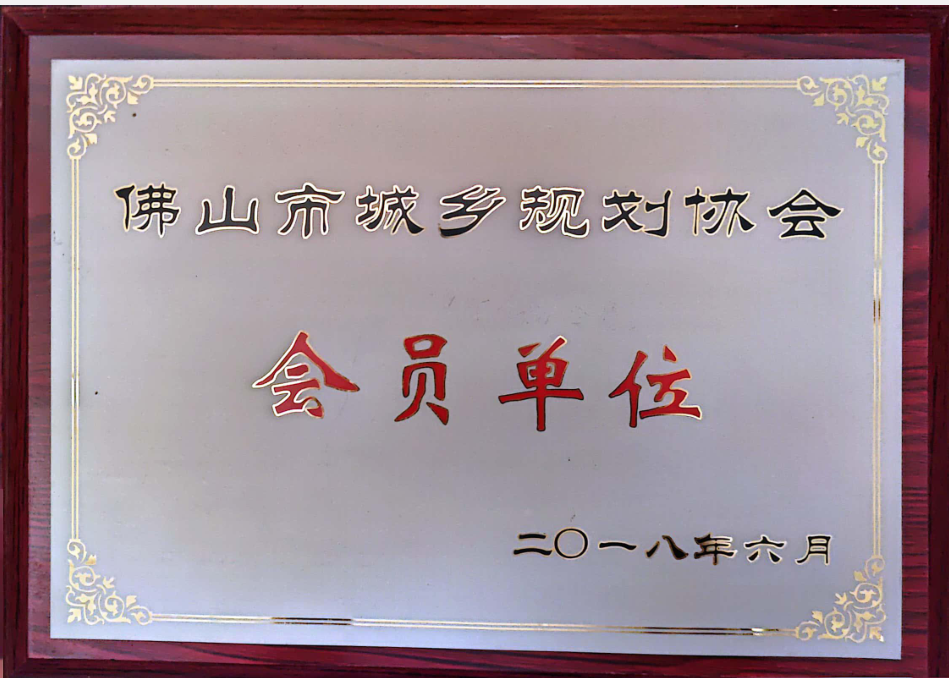 佛山市城乡规划协会
会员单位
二〇一八年六月